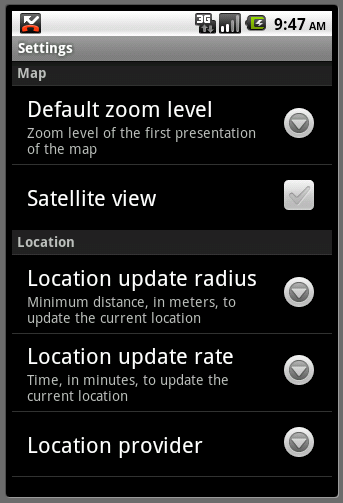 3G
9:47 AM
Settings
Map
Default zoom level
Zoom level of the first presentation
of the map
Satellite view
Location
Location update radius
Minimum distance, in meters, to
update the current location
Location update rate
Time, in minutes, to update the
current location
Location provider